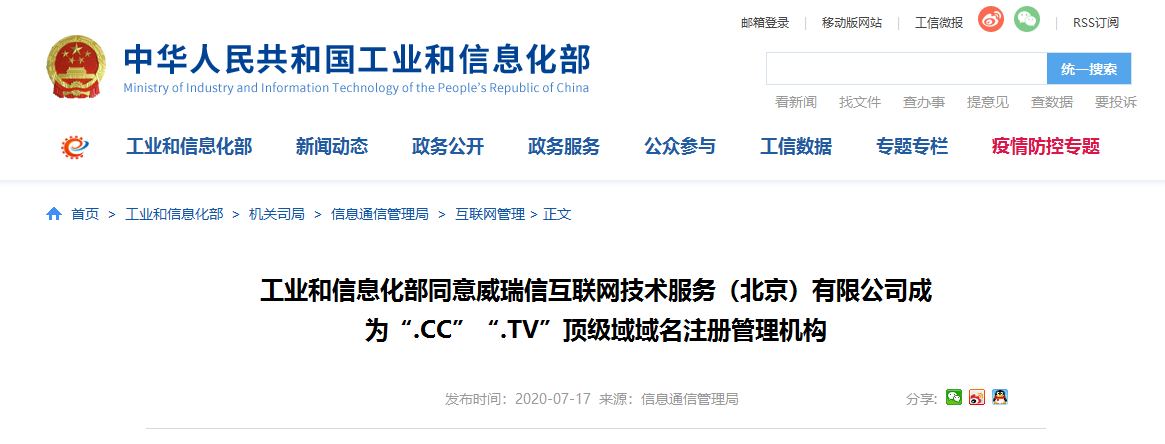 邮箱登录 | 移动版网站 | 工信微报 | RSS订阅
中华人民共和国工业和信息化部
Ministry of Industry and Information Technology of the People's Republic of China
统一搜索
看新闻 找文件 查办事 提意见 查数据 要投诉
工业和信息化部 新闻动态 政务公开 政务服务 公众参与 工信数据 专题专栏 疫情防控专题
首页 > 工业和信息化部 > 机关司局 > 信息通信管理局 > 互联网管理 > 正文
工业和信息化部同意威瑞信互联网技术服务（北京）有限公司成
为“.CC”“.TV”顶级域域名注册管理机构
发布时间：2020-07-17 来源：信息通信管理局 分享: